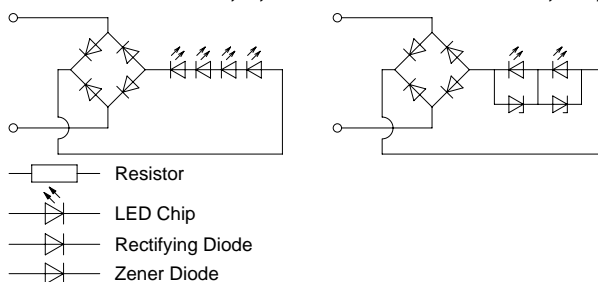 Resistor
LED Chip
Rectifying Diode
Zener Diode